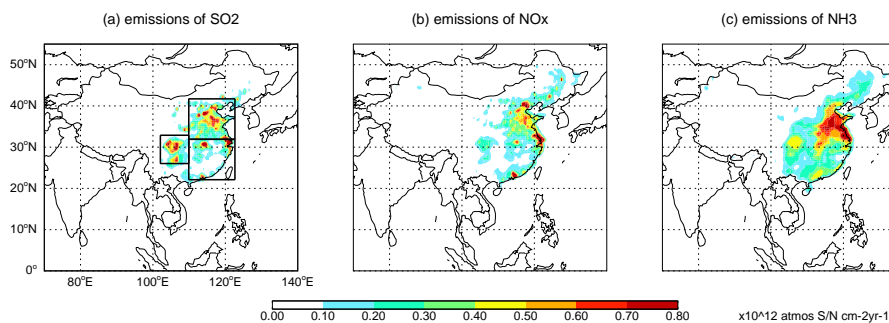 (a) emissions of SO2
(b) emissions of NOx
(c) emissions of NH3
50°N
40°N
30°N
20°N
10°N
0°
80°E
100°E
120°E
140°E
0.00 0.10 0.20 0.30 0.40 0.50 0.60 0.70 0.80
x10^12 atmos S/N cm-2yr-1